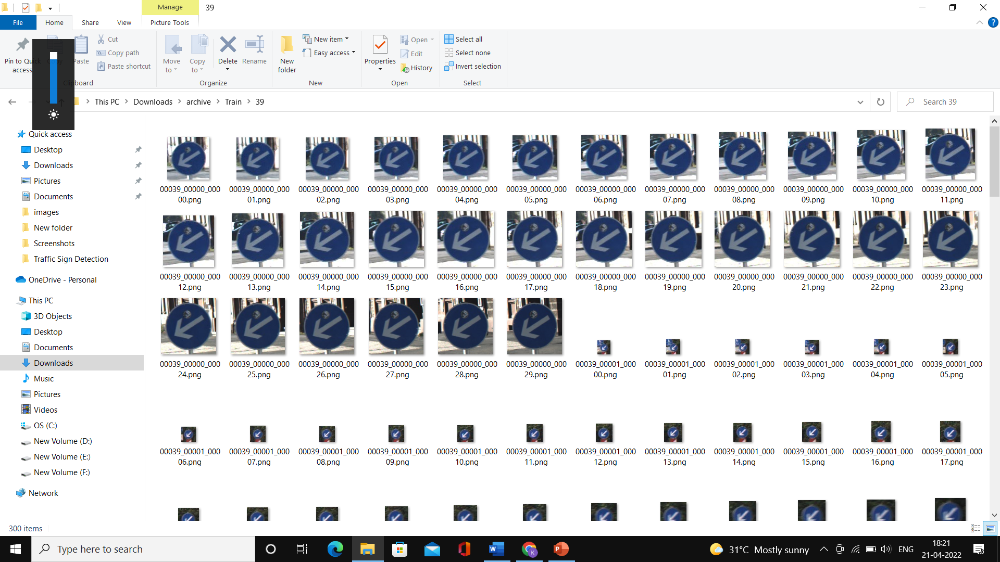 Manage
39
File
Home
Share
View
Picture Tools
Pin to Quick access
Copy
Paste
Cut
Copy path
Paste shortcut
Clipboard
Move to
Copy to
Delete
Rename
Organize
New folder
New item
Easy access
New
Properties
Open
Edit
History
Open
Select all
Select none
Invert selection
Select
This PC > Downloads > archive > Train > 39
Search 39
Quick access
Desktop
Downloads
Pictures
Documents
images
New folder
Screenshots
Traffic Sign Detection
OneDrive - Personal
This PC
3D Objects
Desktop
Documents
Downloads
Music
Pictures
Videos
OS (C:)
New Volume (D:)
New Volume (E:)
New Volume (F:)
Network
00039_00000_00000.png
00039_00000_00001.png
00039_00000_00002.png
00039_00000_00003.png
00039_00000_00004.png
00039_00000_00005.png
00039_00000_00006.png
00039_00000_00007.png
00039_00000_00008.png
00039_00000_00009.png
00039_00000_00010.png
00039_00000_00011.png
00039_00000_00012.png
00039_00000_00013.png
00039_00000_00014.png
00039_00000_00015.png
00039_00000_00016.png
00039_00000_00017.png
00039_00000_00018.png
00039_00000_00019.png
00039_00000_00020.png
00039_00000_00021.png
00039_00000_00022.png
00039_00000_00023.png
00039_00000_00024.png
00039_00000_00025.png
00039_00000_00026.png
00039_00000_00027.png
00039_00000_00028.png
00039_00000_00029.png
00039_00001_00000.png
00039_00001_00001.png
00039_00001_00002.png
00039_00001_00003.png
00039_00001_00004.png
00039_00001_00005.png
00039_00001_00006.png
00039_00001_00007.png
00039_00001_00008.png
00039_00001_00009.png
00039_00001_00010.png
00039_00001_00011.png
00039_00001_00012.png
00039_00001_00013.png
00039_00001_00014.png
00039_00001_00015.png
00039_00001_00016.png
00039_00001_00017.png
300 items
Type here to search
31°C Mostly sunny
ENG
18:21
21-04-2022